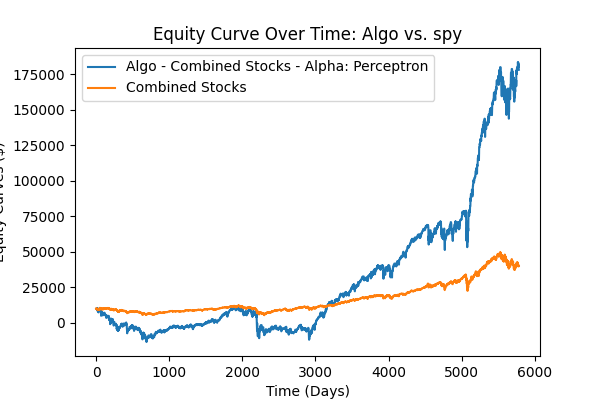 Equity Curve Over Time: Algo vs. spy
Algo - Combined Stocks - Alpha: Perceptron
Combined Stocks
Equity Curves ($)
175000
150000
125000
100000
75000
50000
25000
0
0 1000 2000 3000 4000 5000 6000
Time (Days)